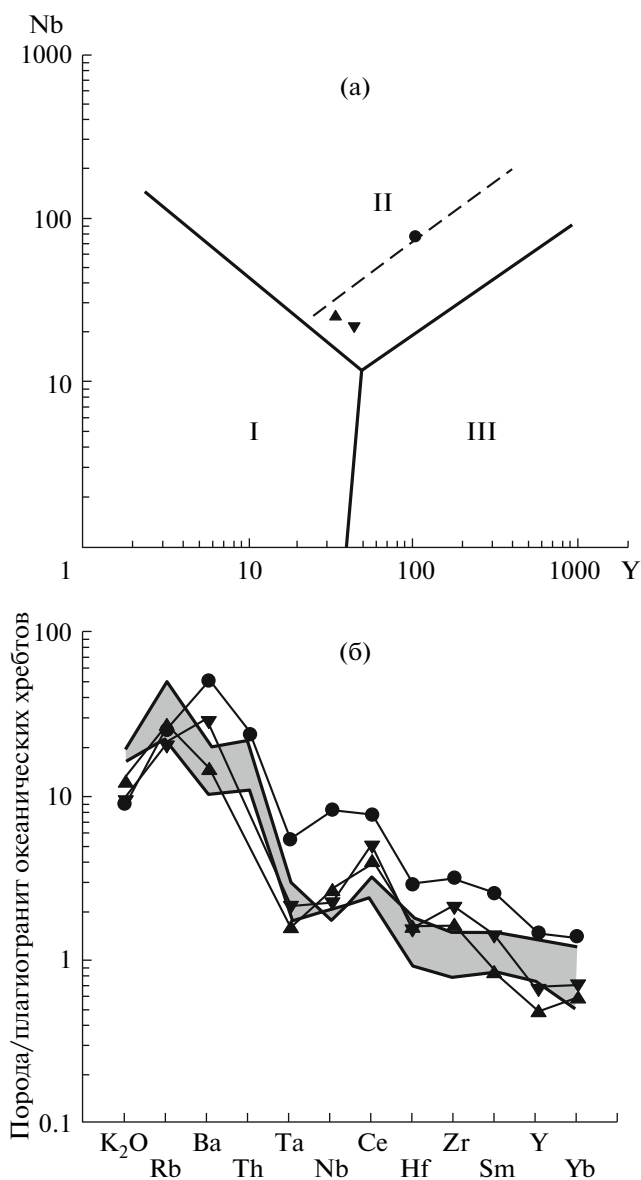 Nb
1000
(а)
II
100
10
I
III
1
10
100
1000
Y
Порода/плагиогранит океанических хребтов
100
(б)
10
1
0.1
K2O
Ba
Ta
Ce
Zr
Y
Rb
Th
Nb
Hf
Sm
Yb